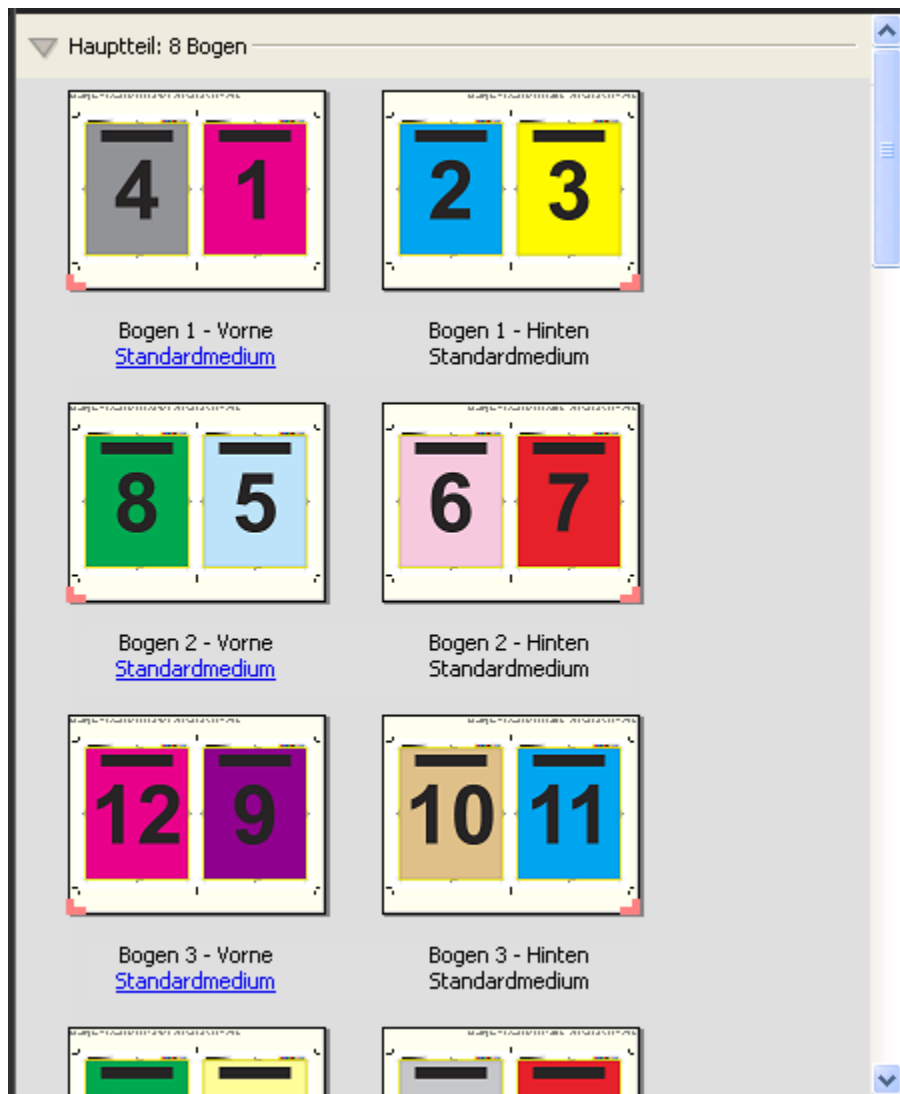 Hauptteil: 8 Bogen
4 1
2 3
Bogen 1 - Vorne
Standardmedium
Bogen 1 - Hinten
Standardmedium
8 5
6 7
Bogen 2 - Vorne
Standardmedium
Bogen 2 - Hinten
Standardmedium
12 9
10 11
Bogen 3 - Vorne
Standardmedium
Bogen 3 - Hinten
Standardmedium